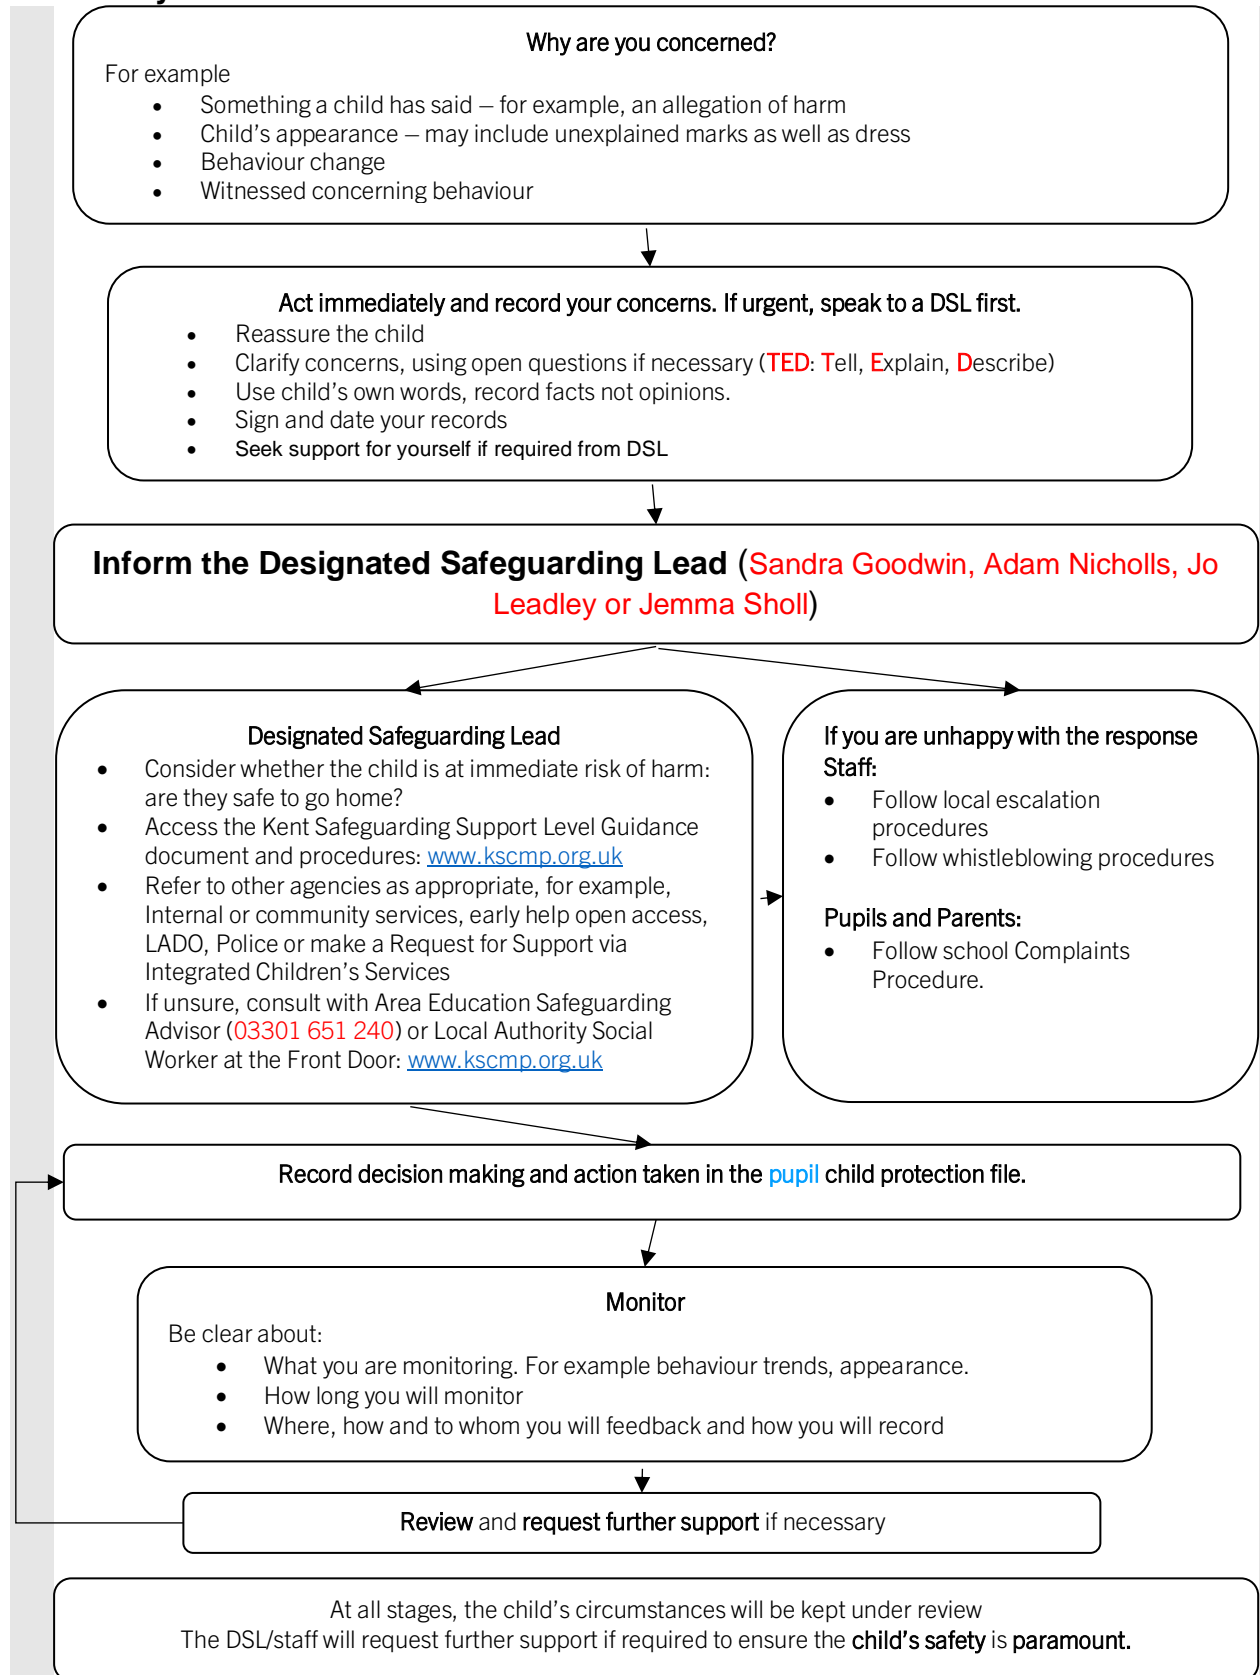 Why are you concerned?
For example
• Something a child has said – for example, an allegation of harm
• Child's appearance – may include unexplained marks as well as dress
• Behaviour change
• Witnessed concerning behaviour
Act immediately and record your concerns. If urgent, speak to a DSL first.
• Reassure the child
• Clarify concerns, using open questions if necessary (TED: Tell, Explain, Describe)
• Use child's own words, record facts not opinions.
• Sign and date your records
• Seek support for yourself if required from DSL
Inform the Designated Safeguarding Lead (Sandra Goodwin, Adam Nicholls, Jo
Leadley or Jemma Sholl)
Designated Safeguarding Lead
• Consider whether the child is at immediate risk of harm:
are they safe to go home?
• Access the Kent Safeguarding Support Level Guidance
document and procedures: www.kscmp.org.uk
• Refer to other agencies as appropriate, for example,
Internal or community services, early help open access,
LADO, Police or make a Request for Support via
Integrated Children's Services
• If unsure, consult with Area Education Safeguarding
Advisor (03301 651 240) or Local Authority Social
Worker at the Front Door: www.kscmp.org.uk
If you are unhappy with the response
Staff:
• Follow local escalation
procedures
• Follow whistleblowing procedures
Pupils and Parents:
• Follow school Complaints
Procedure.
Record decision making and action taken in the pupil child protection file.
Monitor
Be clear about:
• What you are monitoring. For example behaviour trends, appearance.
• How long you will monitor
• Where, how and to whom you will feedback and how you will record
Review and request further support if necessary
At all stages, the child's circumstances will be kept under review
The DSL/staff will request further support if required to ensure the child's safety is paramount.